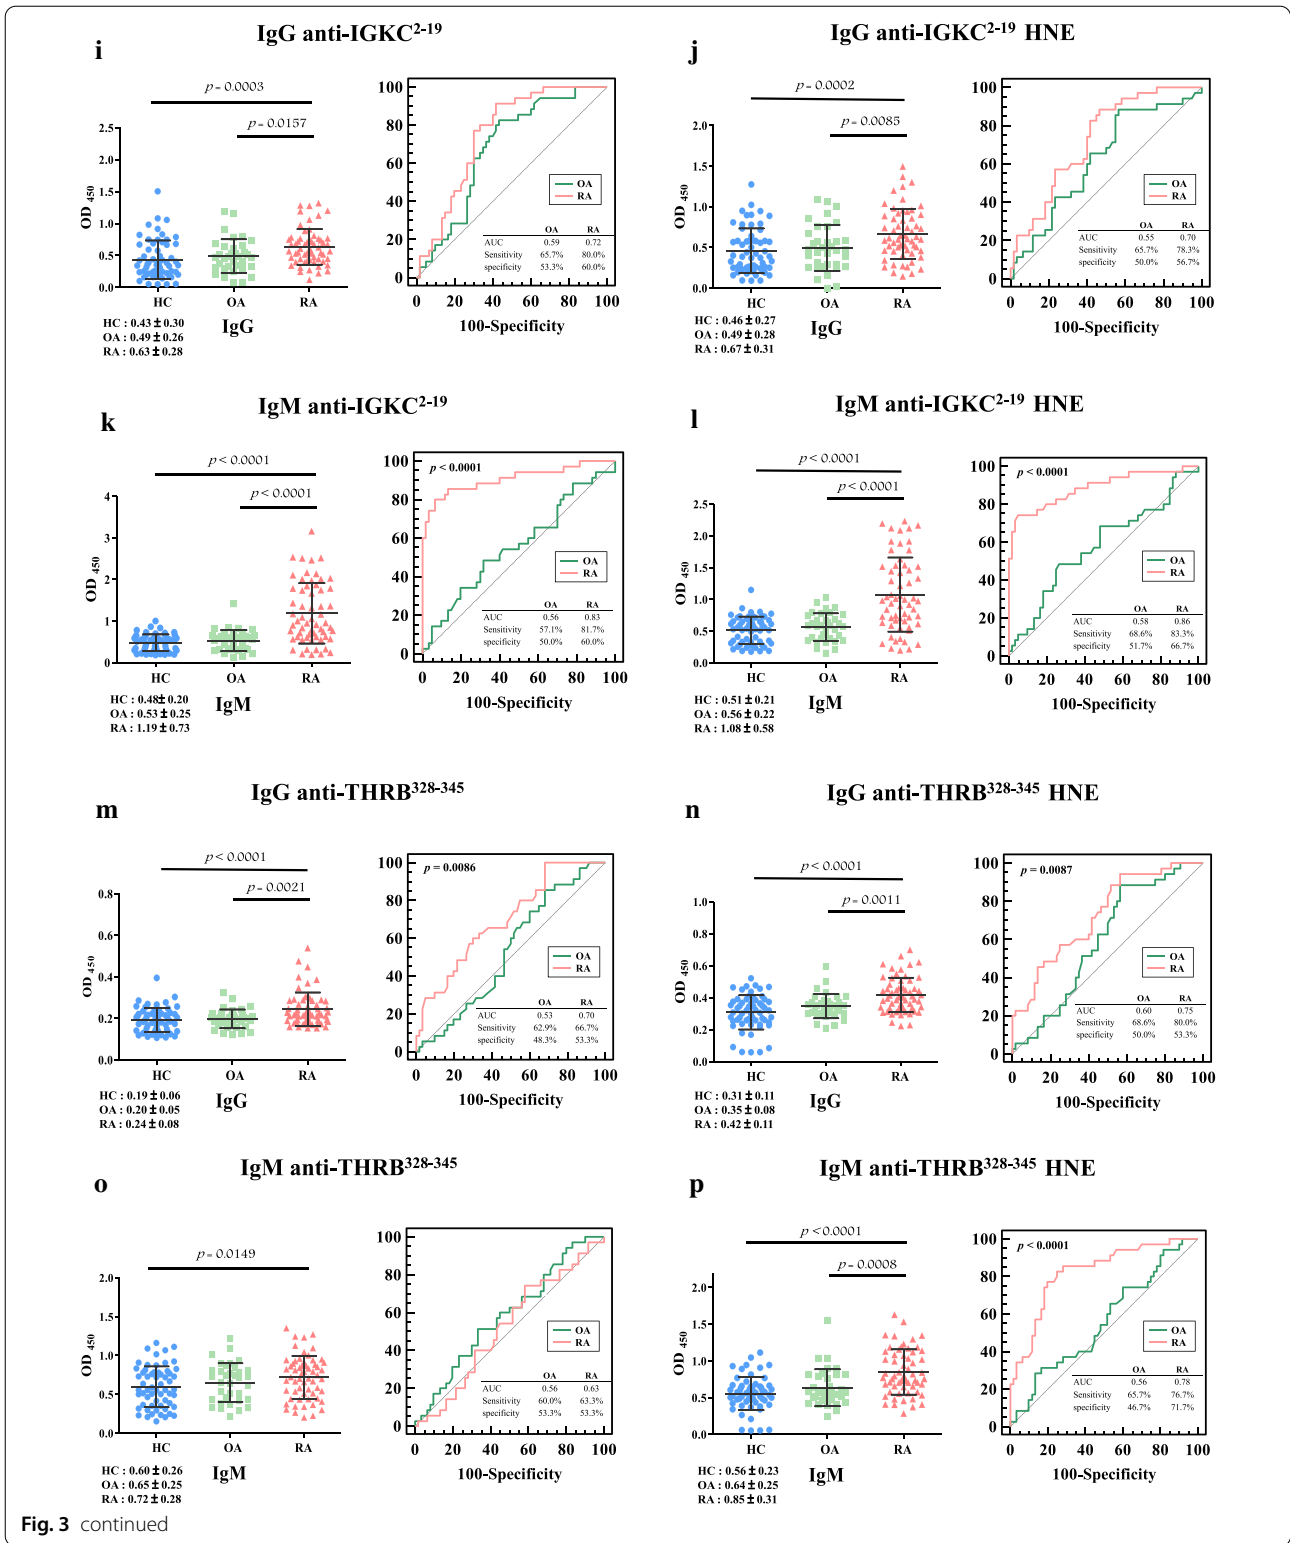 i
IgG anti-IGKC2-19
p = 0.0003
p = 0.0157
OD 450
2.5
2.0
1.5
1.0
0.5
0.0
HC
OA
RA
IgG
HC : 0.43 ± 0.30
OA : 0.49 ± 0.26
RA : 0.63 ± 0.28
100
80
60
40
20
0
OA
RA
OA RA
AUC 0.59 0.72
Sensitivity 65.7% 80.0%
specificity 53.3% 60.0%
0 20 40 60 80 100
100-Specificity
j
IgG anti-IGKC2-19 HNE
p = 0.0002
p = 0.0085
OD 450
2.0
1.5
1.0
0.5
0.0
HC
OA
RA
IgG
HC : 0.46 ± 0.27
OA : 0.49 ± 0.28
RA : 0.67 ± 0.31
100
80
60
40
20
0
OA
RA
OA RA
AUC 0.55 0.70
Sensitivity 65.7% 78.3%
specificity 50.0% 56.7%
0 20 40 60 80 100
100-Specificity
k
IgM anti-IGKC2-19
p < 0.0001
p < 0.0001
OD 450
4
3
2
1
0
HC
OA
RA
IgM
HC : 0.48 ± 0.20
OA : 0.53 ± 0.25
RA : 1.19 ± 0.73
p < 0.0001
100
80
60
40
20
0
OA
RA
OA RA
AUC 0.56 0.83
Sensitivity 57.1% 81.7%
specificity 50.0% 60.0%
0 20 40 60 80 100
100-Specificity
l
IgM anti-IGKC2-19 HNE
p < 0.0001
p < 0.0001
OD 450
2.5
2.0
1.5
1.0
0.5
0.0
HC
OA
RA
IgM
HC : 0.51 ± 0.21
OA : 0.56 ± 0.22
RA : 1.08 ± 0.58
p < 0.0001
100
80
60
40
20
0
OA
RA
OA RA
AUC 0.58 0.86
Sensitivity 68.6% 83.3%
specificity 51.7% 66.7%
0 20 40 60 80 100
100-Specificity
m
IgG anti-THRB328-345
p < 0.0001
p = 0.0021
OD 450
0.8
0.6
0.4
0.2
0.0
HC
OA
RA
IgG
HC : 0.19 ± 0.06
OA : 0.20 ± 0.05
RA : 0.24 ± 0.08
p = 0.0086
100
80
60
40
20
0
OA
RA
OA RA
AUC 0.53 0.70
Sensitivity 62.9% 66.7%
specificity 48.3% 53.3%
0 20 40 60 80 100
100-Specificity
n
IgG anti-THRB328-345 HNE
p < 0.0001
p = 0.0011
OD 450
1.0
0.8
0.6
0.4
0.2
0.0
HC
OA
RA
IgG
HC : 0.31 ± 0.11
OA : 0.35 ± 0.08
RA : 0.42 ± 0.11
p = 0.0087
100
80
60
40
20
0
OA
RA
OA RA
AUC 0.60 0.75
Sensitivity 68.6% 80.0%
specificity 50.0% 53.3%
0 20 40 60 80 100
100-Specificity
o
IgM anti-THRB328-345
p = 0.0149
OD 450
2.0
1.5
1.0
0.5
0.0
HC
OA
RA
IgM
HC : 0.60 ± 0.26
OA : 0.65 ± 0.25
RA : 0.72 ± 0.28
100
80
60
40
20
0
OA
RA
OA RA
AUC 0.56 0.63
Sensitivity 60.0% 63.3%
specificity 53.3% 53.3%
0 20 40 60 80 100
100-Specificity
p
IgM anti-THRB328-345 HNE
p < 0.0001
p = 0.0008
OD 450
2.0
1.5
1.0
0.5
0.0
HC
OA
RA
IgM
HC : 0.56 ± 0.23
OA : 0.64 ± 0.25
RA : 0.85 ± 0.31
p < 0.0001
100
80
60
40
20
0
OA
RA
OA RA
AUC 0.56 0.78
Sensitivity 65.7% 76.7%
specificity 46.7% 71.7%
0 20 40 60 80 100
100-Specificity
Fig. 3 continued